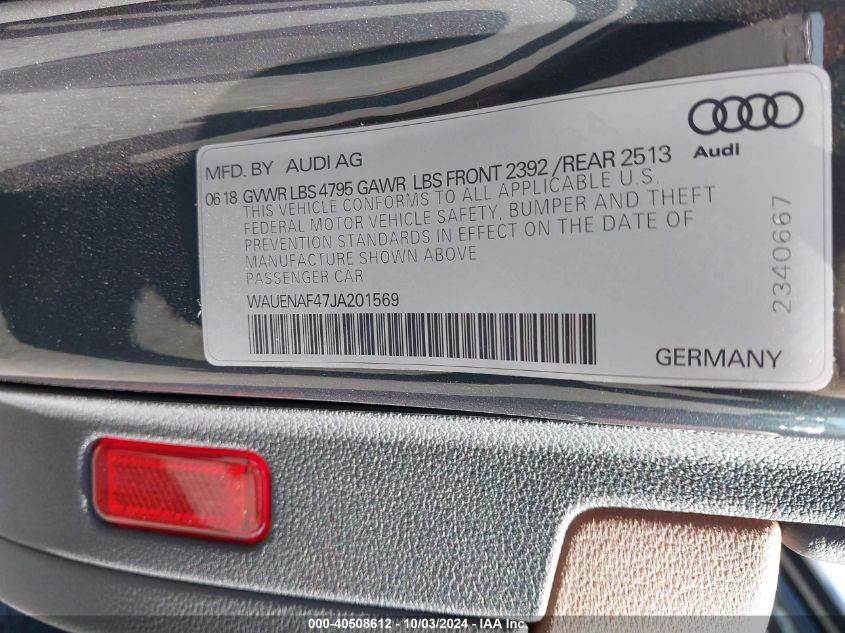 Audi
MFD. BY AUDI AG
06 18 GVWR LBS 4795 GAWR LBS FRONT 2392 /REAR 2513
THIS VEHICLE CONFORMS TO ALL APPLICABLE U.S.
FEDERAL MOTOR VEHICLE SAFETY, BUMPER AND THEFT
PREVENTION STANDARDS IN EFFECT ON THE DATE OF
MANUFACTURE SHOWN ABOVE
PASSENGER CAR
WAUENAF47JA201569
2340667
GERMANY
000-40508612 - 10/03/2024 - IAA Inc.